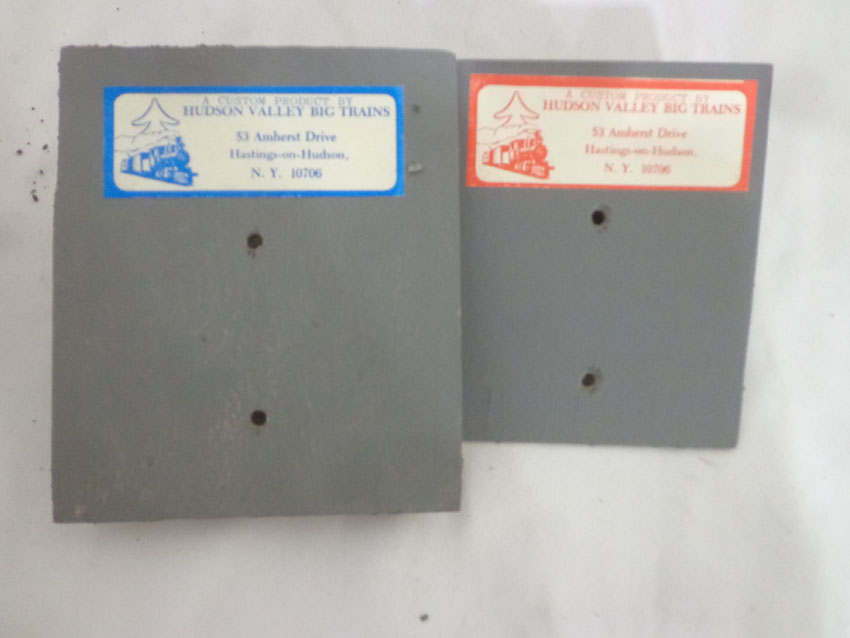 A CUSTOM PRODUCT BY
HUDSON VALLEY BIG TRAINS
53 Amherst Drive
Hastings-on-Hudson,
N. Y. 10706
A CUSTOM PRODUCT BY
HUDSON VALLEY BIG TRAINS
53 Amherst Drive
Hastings-on-Hudson,
N. Y. 10706